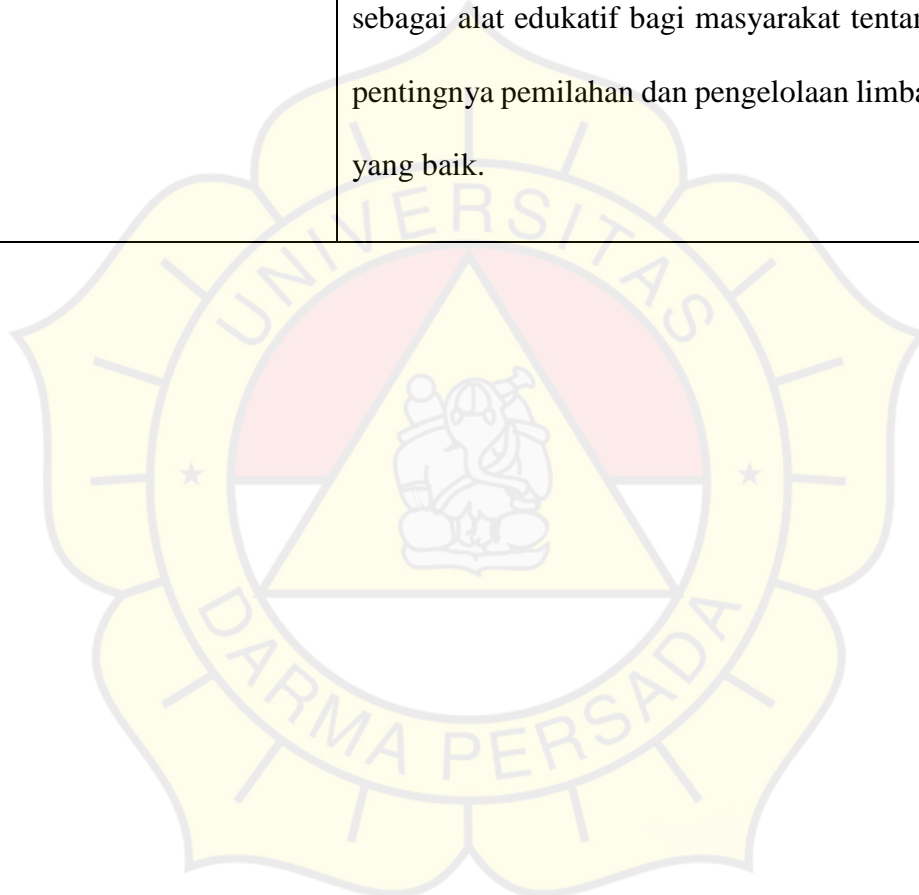 sebagai alat edukatif bagi masyarakat tentan
pentingnya pemilahan dan pengelolaan limba
yang baik.
UNIVERSITAS
DARMA PERSADA